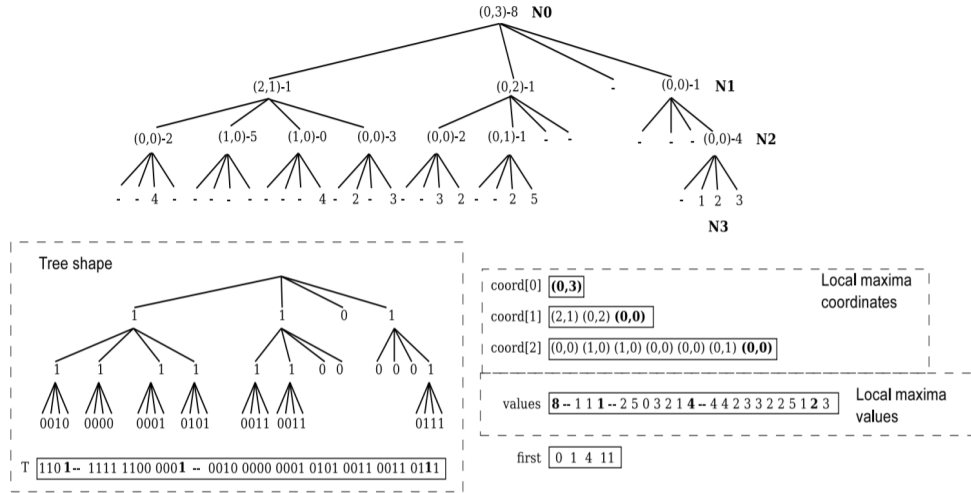 (0,3)-8 N0
(2,1)-1 (0,2)-1 - (0,0)-1 N1
(0,0)-2 (1,0)-5 (1,0)-0 (0,0)-3 (0,0)-2 (0,1)-1 - - - - - (0,0)-4 N2
- - 4 - - - - - - - - 4 - 2 - 3 - - 3 2 - - 2 5 - 1 2 3
N3
Tree shape
1 1 0 1
1 1 1 1 1 1 0 0 0 0 0 1
0010 0000 0001 0101 0011 0011 0111
T 110 1-- 1111 1100 0001 -- 0010 0000 0001 0101 0011 0011 0111
coord[0] (0,3)
coord[1] (2,1) (0,2) (0,0)
coord[2] (0,0) (1,0) (1,0) (0,0) (0,0) (0,1) (0,0)
Local maxima
coordinates
values 8 -- 1 1 1 -- 2 5 0 3 2 1 4 -- 4 4 2 3 3 2 2 5 1 2 3
Local maxima
values
first 0 1 4 11